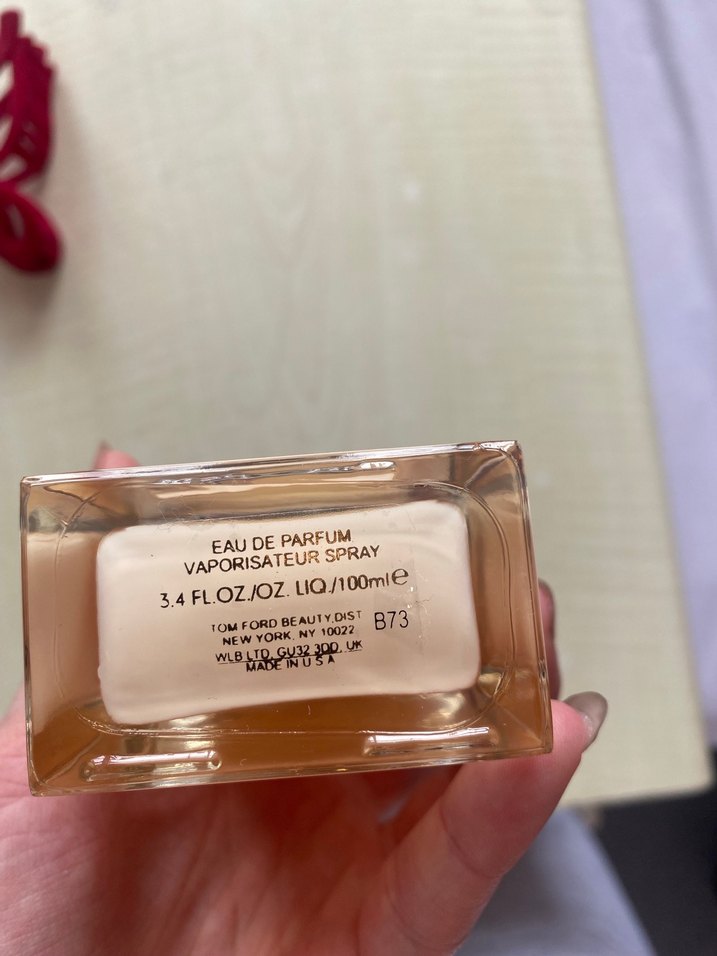 EAU DE PARFUM
VAPORISATEUR SPRAY
3.4 FL.OZ./OZ. LIQ./100ml℮
TOM FORD BEAUTY,DIST
NEW YORK, NY 10022
B73
WLB LTD, GU32 3DD, UK
MADE IN U S A